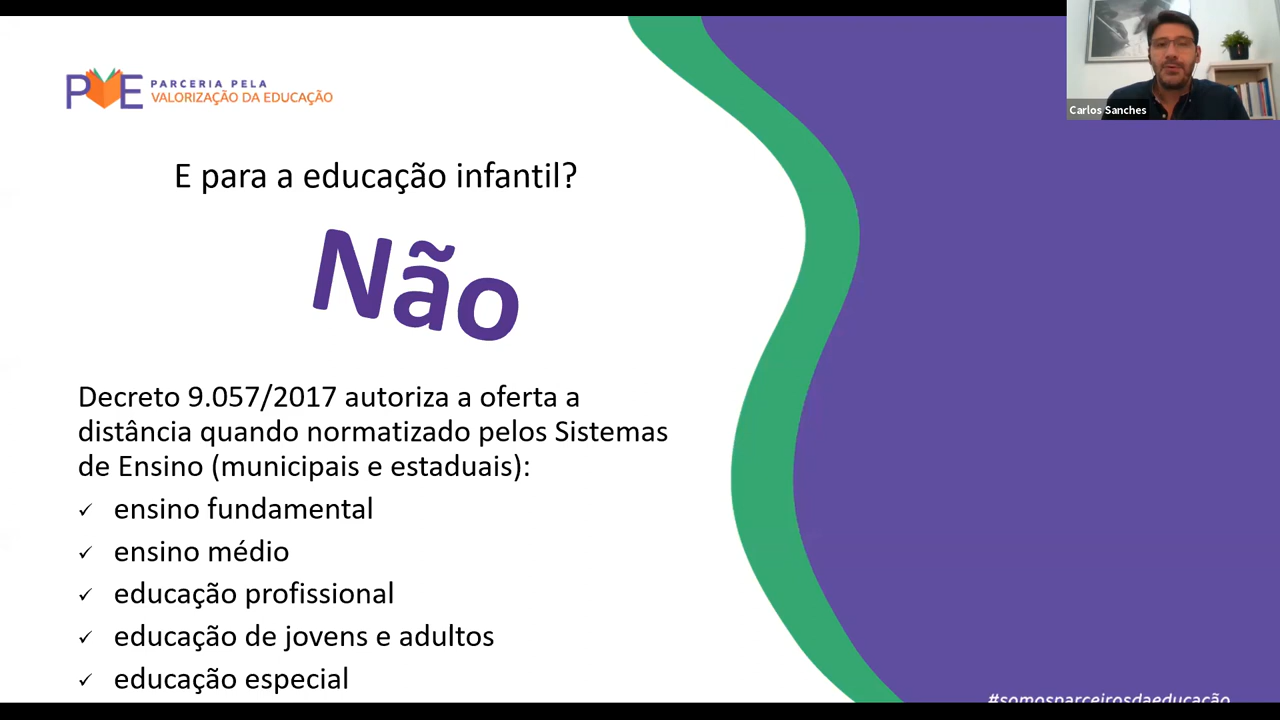 PVE PARCERIA PELA
VALORIZAÇÃO DA EDUCAÇÃO
Carlos Sanches
E para a educação infantil?
Não
Decreto 9.057/2017 autoriza a oferta a
distância quando normatizado pelos Sistemas
de Ensino (municipais e estaduais):
✓ ensino fundamental
✓ ensino médio
✓ educação profissional
✓ educação de jovens e adultos
✓ educação especial
#somosparceirosdaeducação